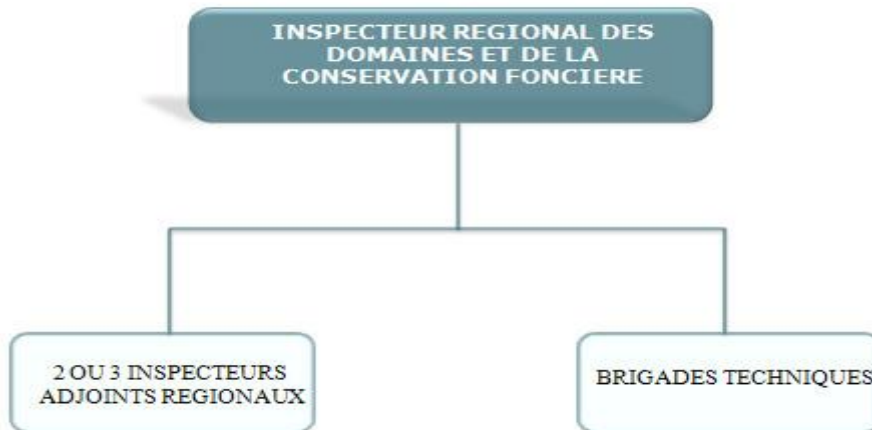 INSPECTEUR REGIONAL DES
DOMAINES ET DE LA
CONSERVATION FONCIERE
2 OU 3 INSPECTEURS
ADJOINTS REGIONAUX
BRIGADES TECHNIQUES